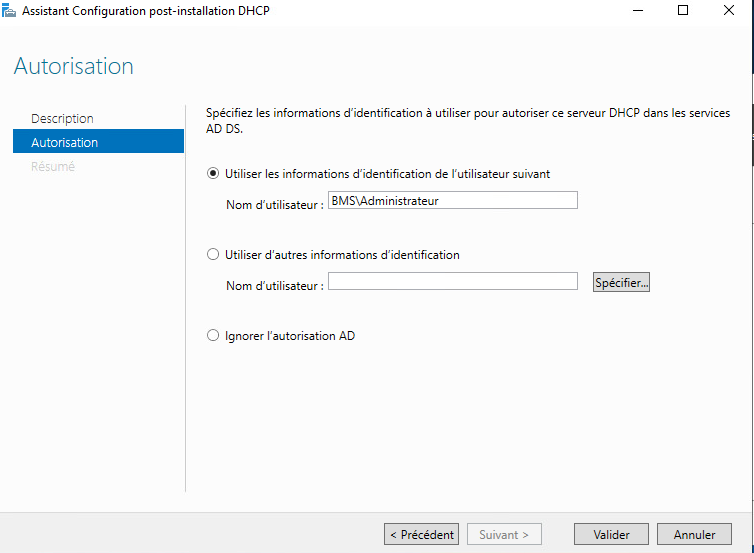 Assistant Configuration post-installation DHCP
Autorisation
Description
Autorisation
Résumé
Spécifiez les informations d'identification à utiliser pour autoriser ce serveur DHCP dans les services
AD DS.
Utiliser les informations d'identification de l'utilisateur suivant
Nom d'utilisateur : BMS\Administrateur
Utiliser d'autres informations d'identification
Nom d'utilisateur : Spécifier...
Ignorer l'autorisation AD
< Précédent Suivant > Valider Annuler